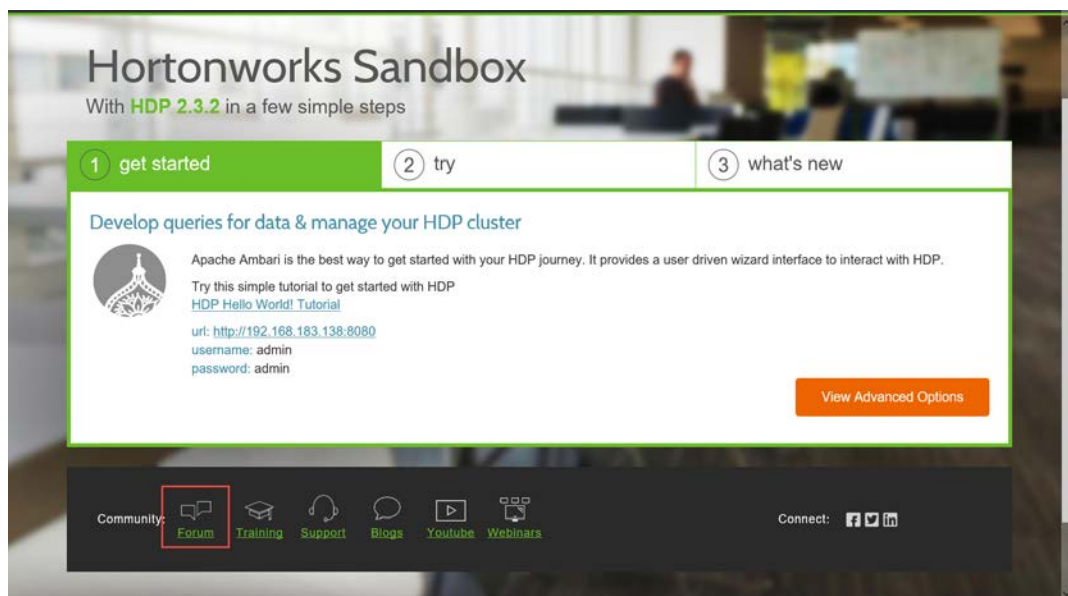 Hortonworks Sandbox
With HDP 2.3.2 in a few simple steps
1 get started
2 try
3 what's new
Develop queries for data & manage your HDP cluster
Apache Ambari is the best way to get started with your HDP journey. It provides a user driven wizard interface to interact with HDP.
Try this simple tutorial to get started with HDP
HDP Hello World! Tutorial
url: http://192.168.183.138:8080
username: admin
password: admin
View Advanced Options
Community:
Forum
Training
Support
Blogs
Youtube
Webinars
Connect: